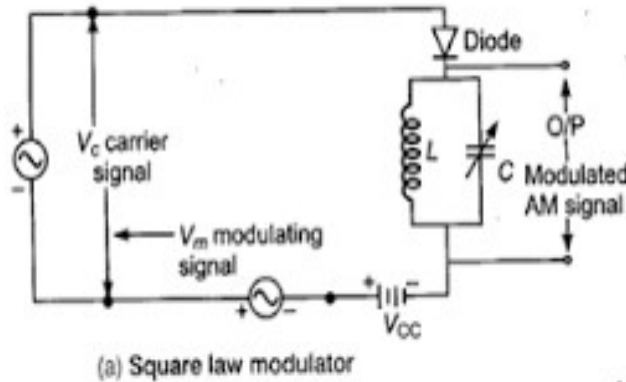 Diode
+
V_c carrier
signal
-
L
C
O/P
Modulated
AM signal
V_m modulating
signal
+
-
+
-
V_CC
(a) Square law modulator